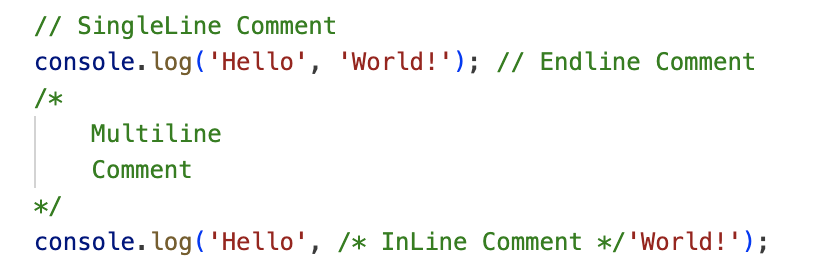 // SingleLine Comment
console.log('Hello', 'World!'); // Endline Comment
/*
    Multiline
    Comment
*/
console.log('Hello', /* InLine Comment */'World!');